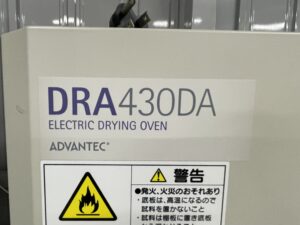 DRA430DA
ELECTRIC DRYING OVEN
ADVANTEC®
警告
●発火、火災のおそれあり
・底板は、高温になるので
試料を置かないこと
・試料は棚板に置き底板